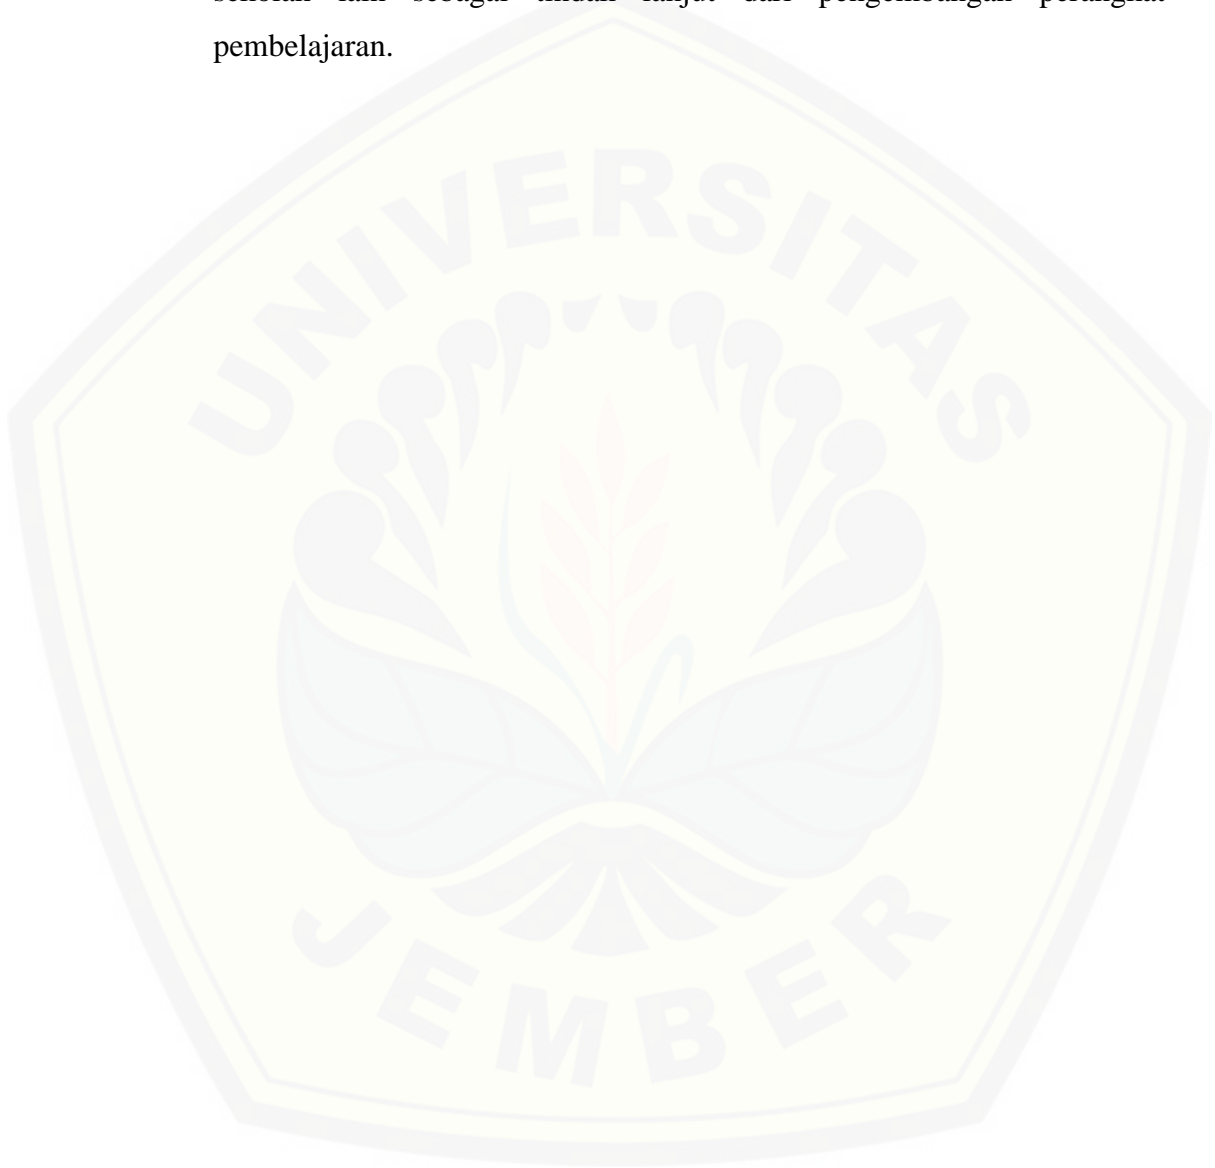 sekolah lain sebagai tindak lanjut dari pengembangan perangkat
pembelajaran.
UNIVERSITAS
JEMBER